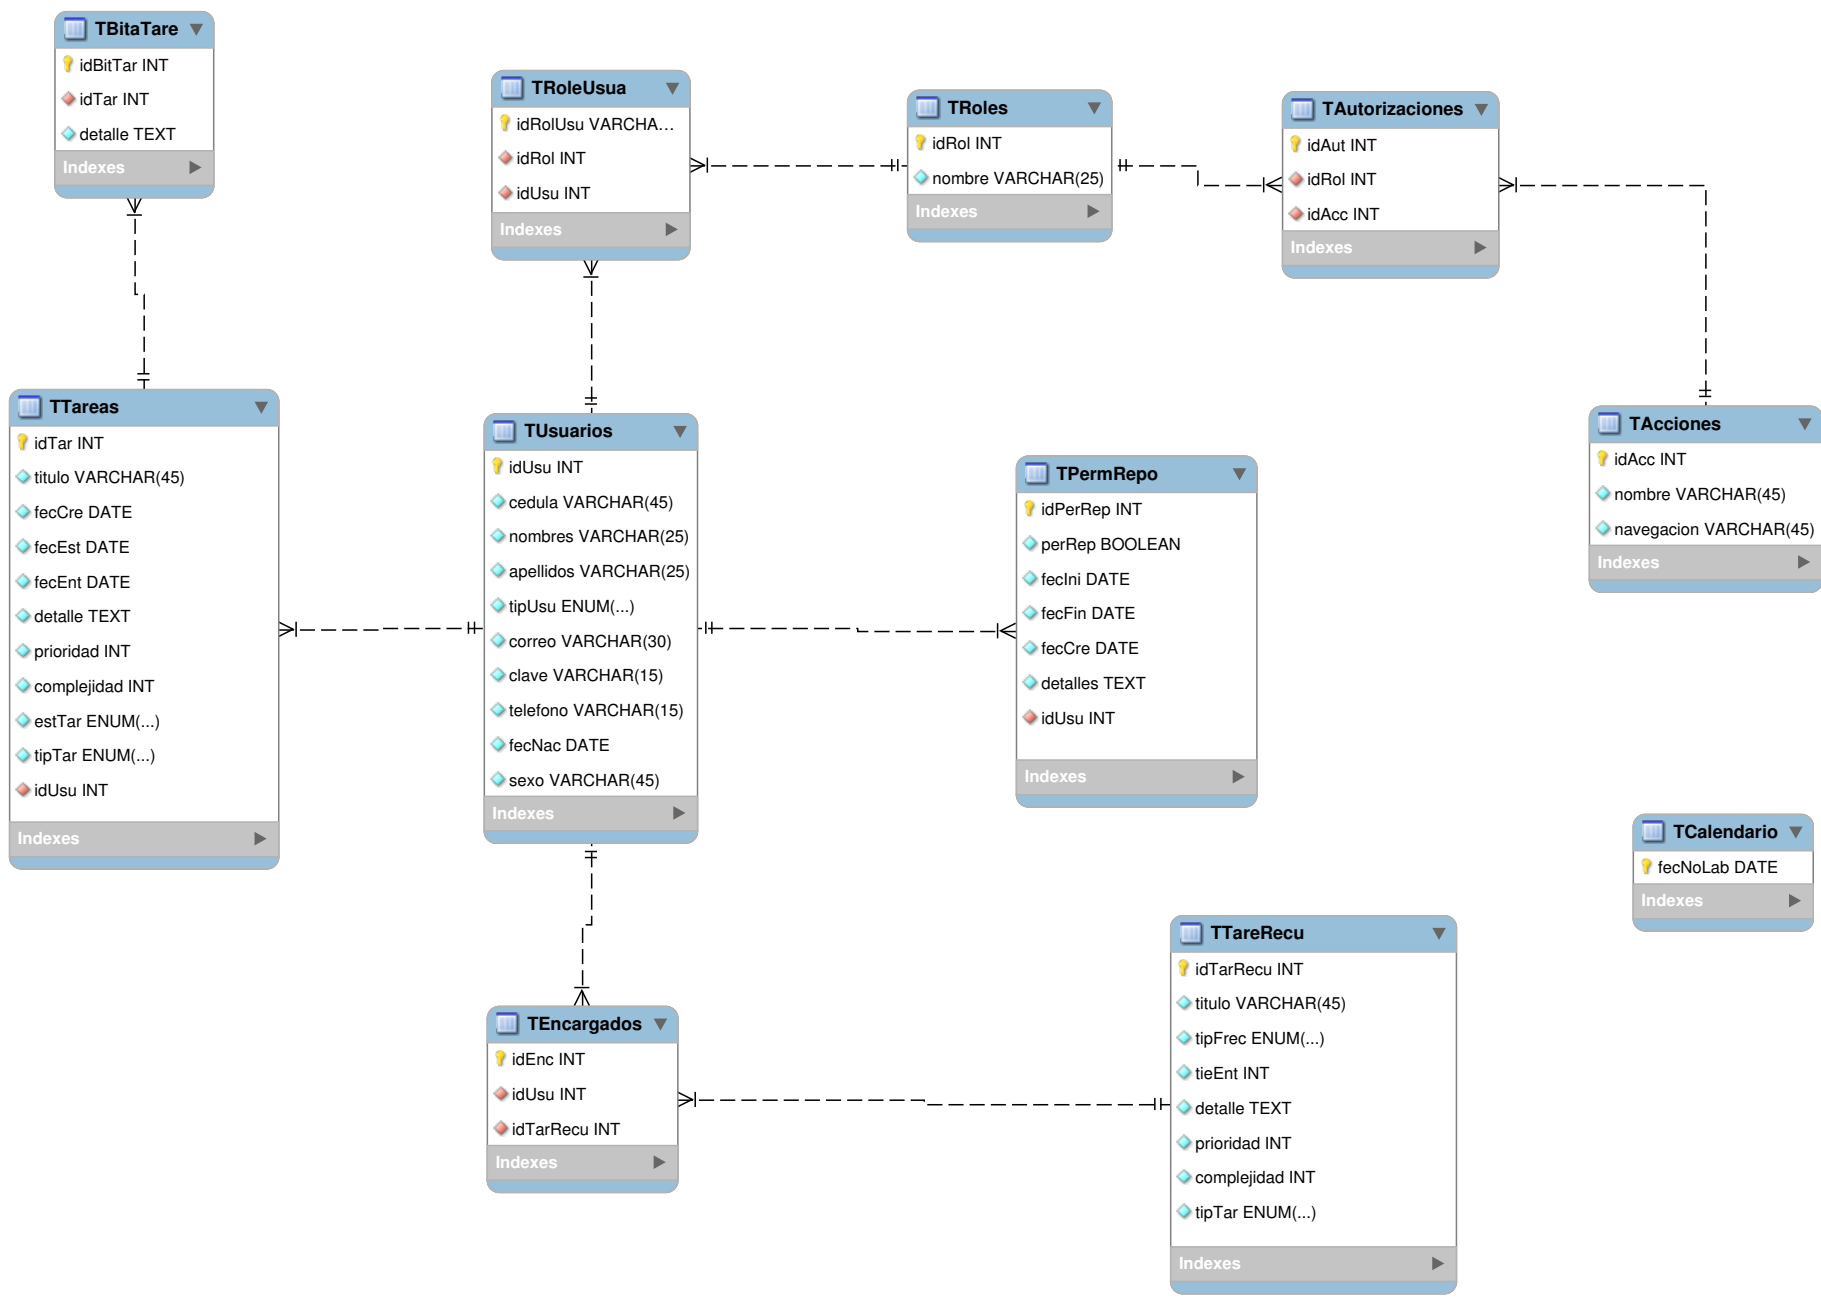 TBitaTare
idBitTar INT
idTar INT
detalle TEXT
Indexes
TRoleUsua
idRolUsu VARCHA...
idRol INT
idUsu INT
Indexes
TRoles
idRol INT
nombre VARCHAR(25)
Indexes
TAutorizaciones
idAut INT
idRol INT
idAcc INT
Indexes
TTareas
idTar INT
titulo VARCHAR(45)
fecCre DATE
fecEst DATE
fecEnt DATE
detalle TEXT
prioridad INT
complejidad INT
estTar ENUM(...)
tipTar ENUM(...)
idUsu INT
Indexes
TUsuarios
idUsu INT
cedula VARCHAR(45)
nombres VARCHAR(25)
apellidos VARCHAR(25)
tipUsu ENUM(...)
correo VARCHAR(30)
clave VARCHAR(15)
telefono VARCHAR(15)
fecNac DATE
sexo VARCHAR(45)
Indexes
TPermRepo
idPerRep INT
perRep BOOLEAN
fecIni DATE
fecFin DATE
fecCre DATE
detalles TEXT
idUsu INT
Indexes
TAcciones
idAcc INT
nombre VARCHAR(45)
navegacion VARCHAR(45)
Indexes
TCalendario
fecNoLab DATE
Indexes
TEncargados
idEnc INT
idUsu INT
idTarRecu INT
Indexes
TTareRecu
idTarRecu INT
titulo VARCHAR(45)
tipFrec ENUM(...)
tieEnt INT
detalle TEXT
prioridad INT
complejidad INT
tipTar ENUM(...)
Indexes